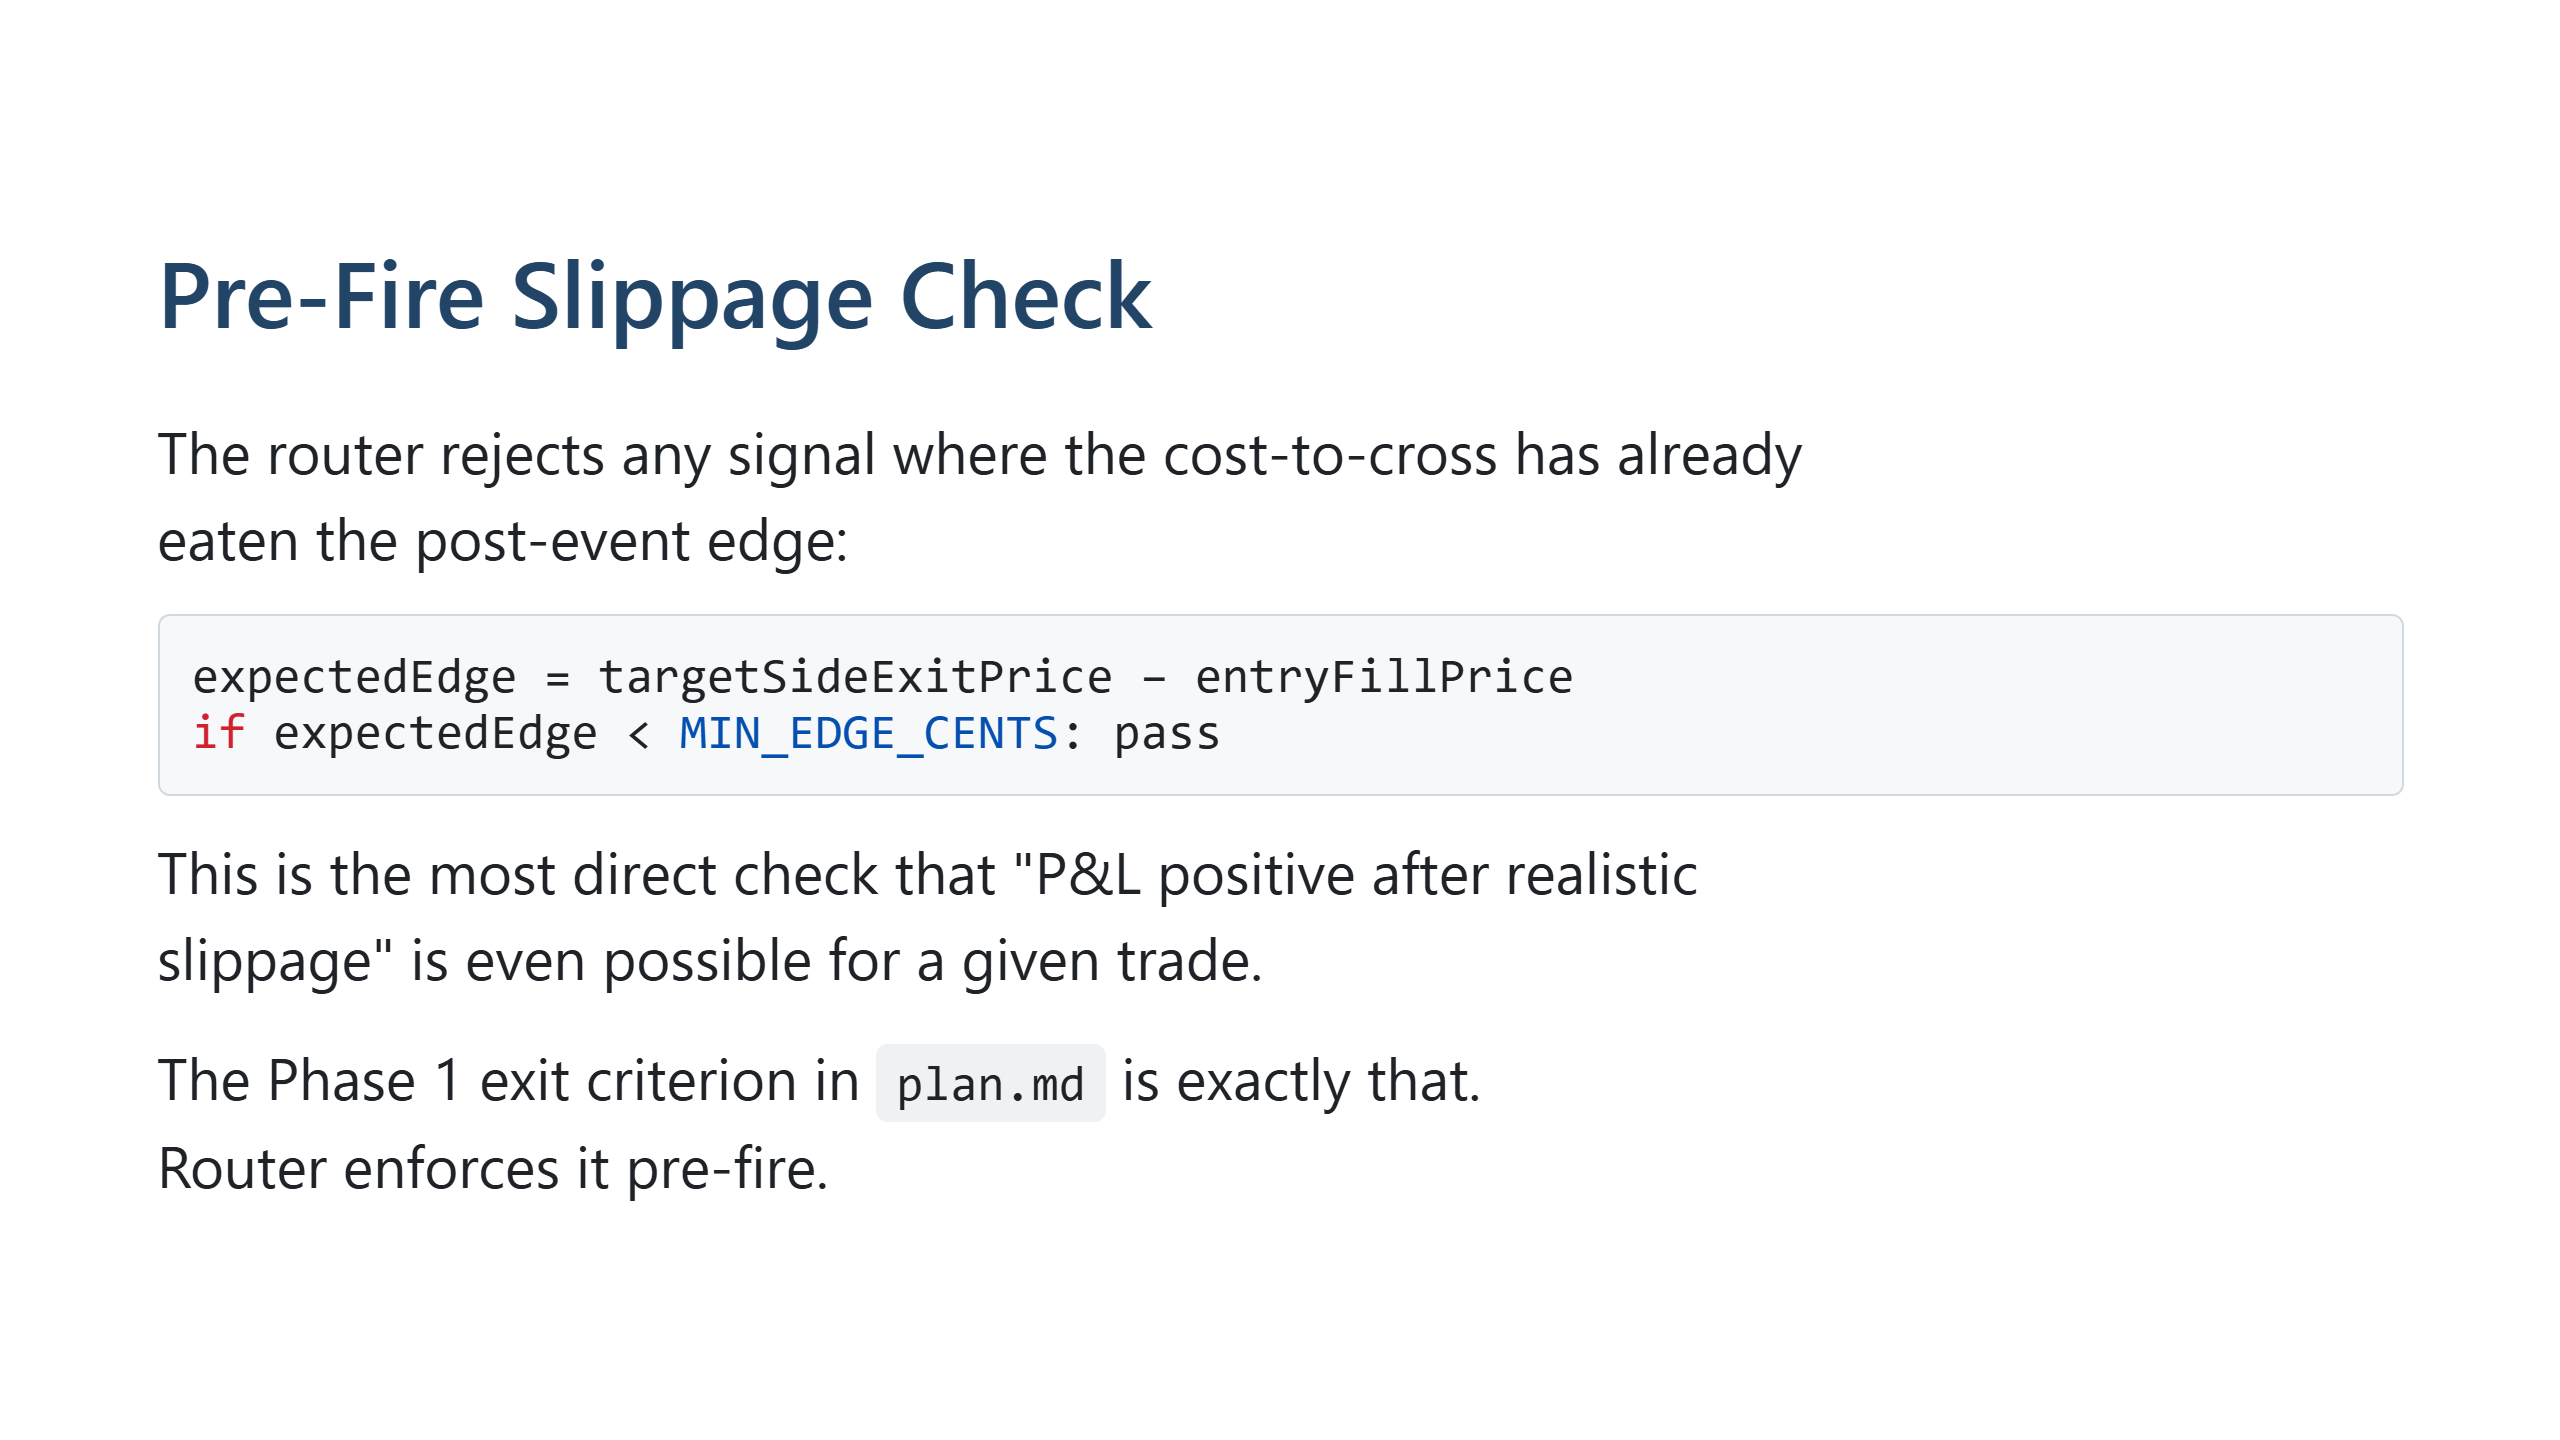 Pre-Fire Slippage Check
The router rejects any signal where the cost-to-cross has already
eaten the post-event edge:
expectedEdge = targetSideExitPrice − entryFillPrice
if expectedEdge < MIN_EDGE_CENTS: pass
This is the most direct check that "P&L positive after realistic
slippage" is even possible for a given trade.
The Phase 1 exit criterion in plan.md is exactly that.
Router enforces it pre-fire.